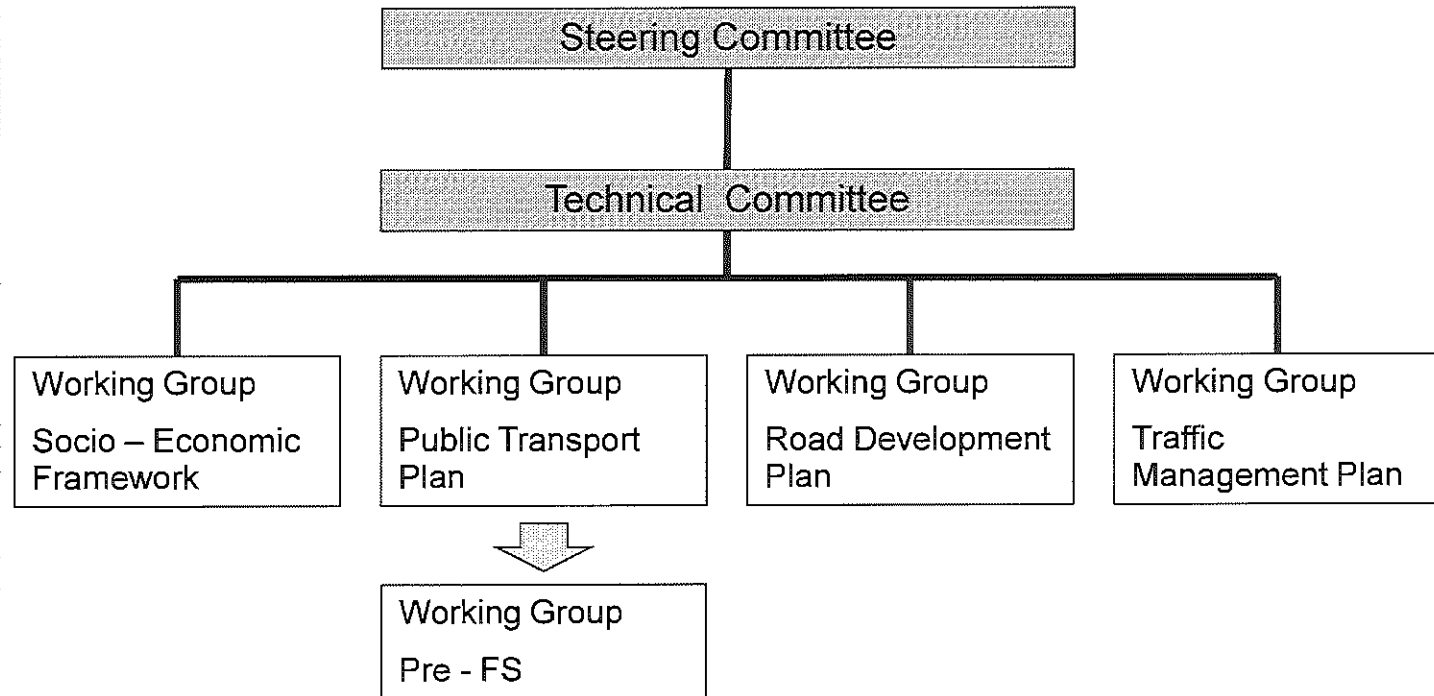 Steering Committee
Technical Committee
Working Group
Socio – Economic
Framework
Working Group
Public Transport
Plan
Working Group
Road Development
Plan
Working Group
Traffic
Management Plan
Working Group
Pre - FS